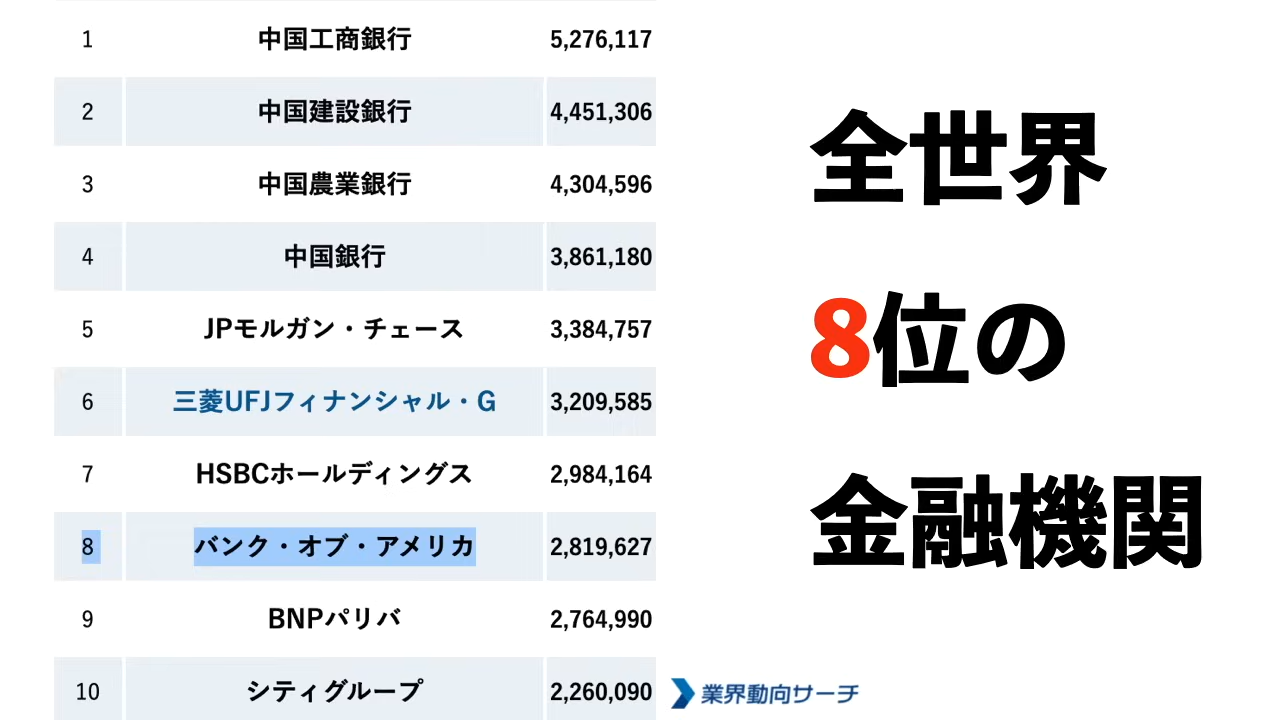 1 中国工商銀行 5,276,117
2 中国建設銀行 4,451,306
3 中国農業銀行 4,304,596
4 中国銀行 3,861,180
5 JPモルガン・チェース 3,384,757
6 三菱UFJフィナンシャル・G 3,209,585
7 HSBCホールディングス 2,984,164
8 バンク・オブ・アメリカ 2,819,627
9 BNPパリバ 2,764,990
10 シティグループ 2,260,090
全世界
8位の
金融機関
業界動向サーチ